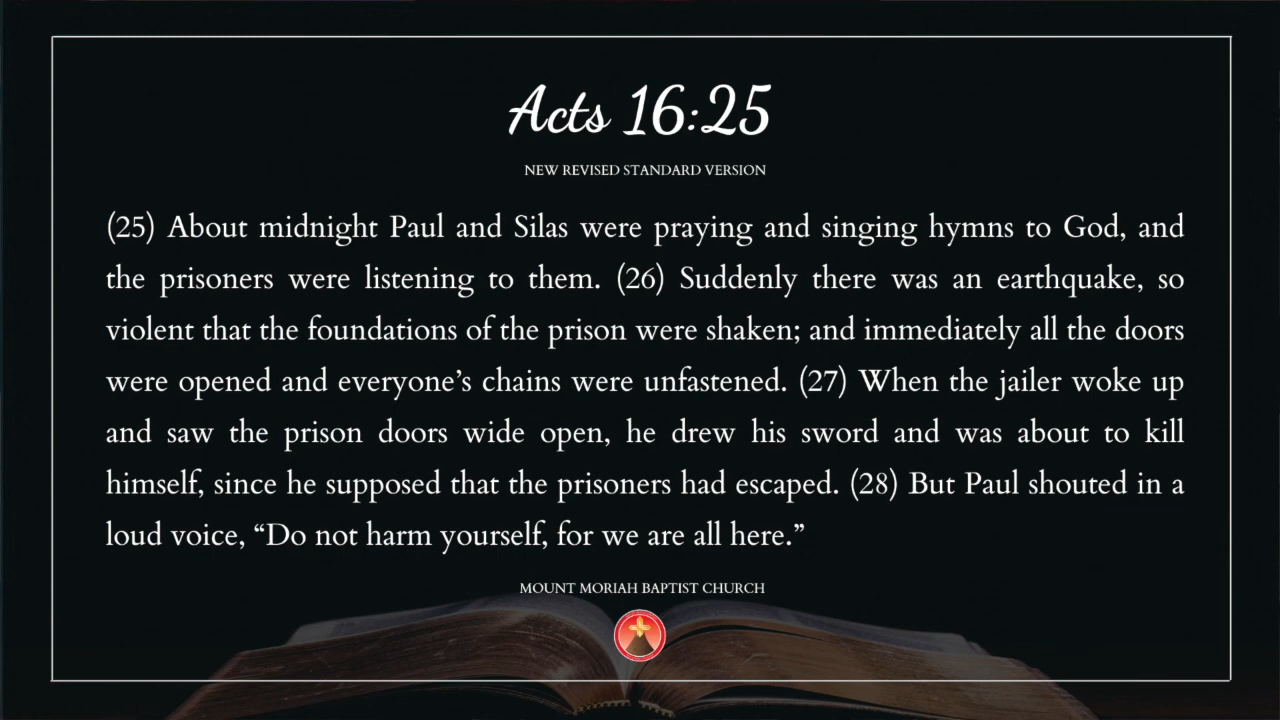 Acts 16:25
NEW REVISED STANDARD VERSION
(25) About midnight Paul and Silas were praying and singing hymns to God, and
the prisoners were listening to them. (26) Suddenly there was an earthquake, so
violent that the foundations of the prison were shaken; and immediately all the doors
were opened and everyone’s chains were unfastened. (27) When the jailer woke up
and saw the prison doors wide open, he drew his sword and was about to kill
himself, since he supposed that the prisoners had escaped. (28) But Paul shouted in a
loud voice, “Do not harm yourself, for we are all here.”
MOUNT MORIAH BAPTIST CHURCH